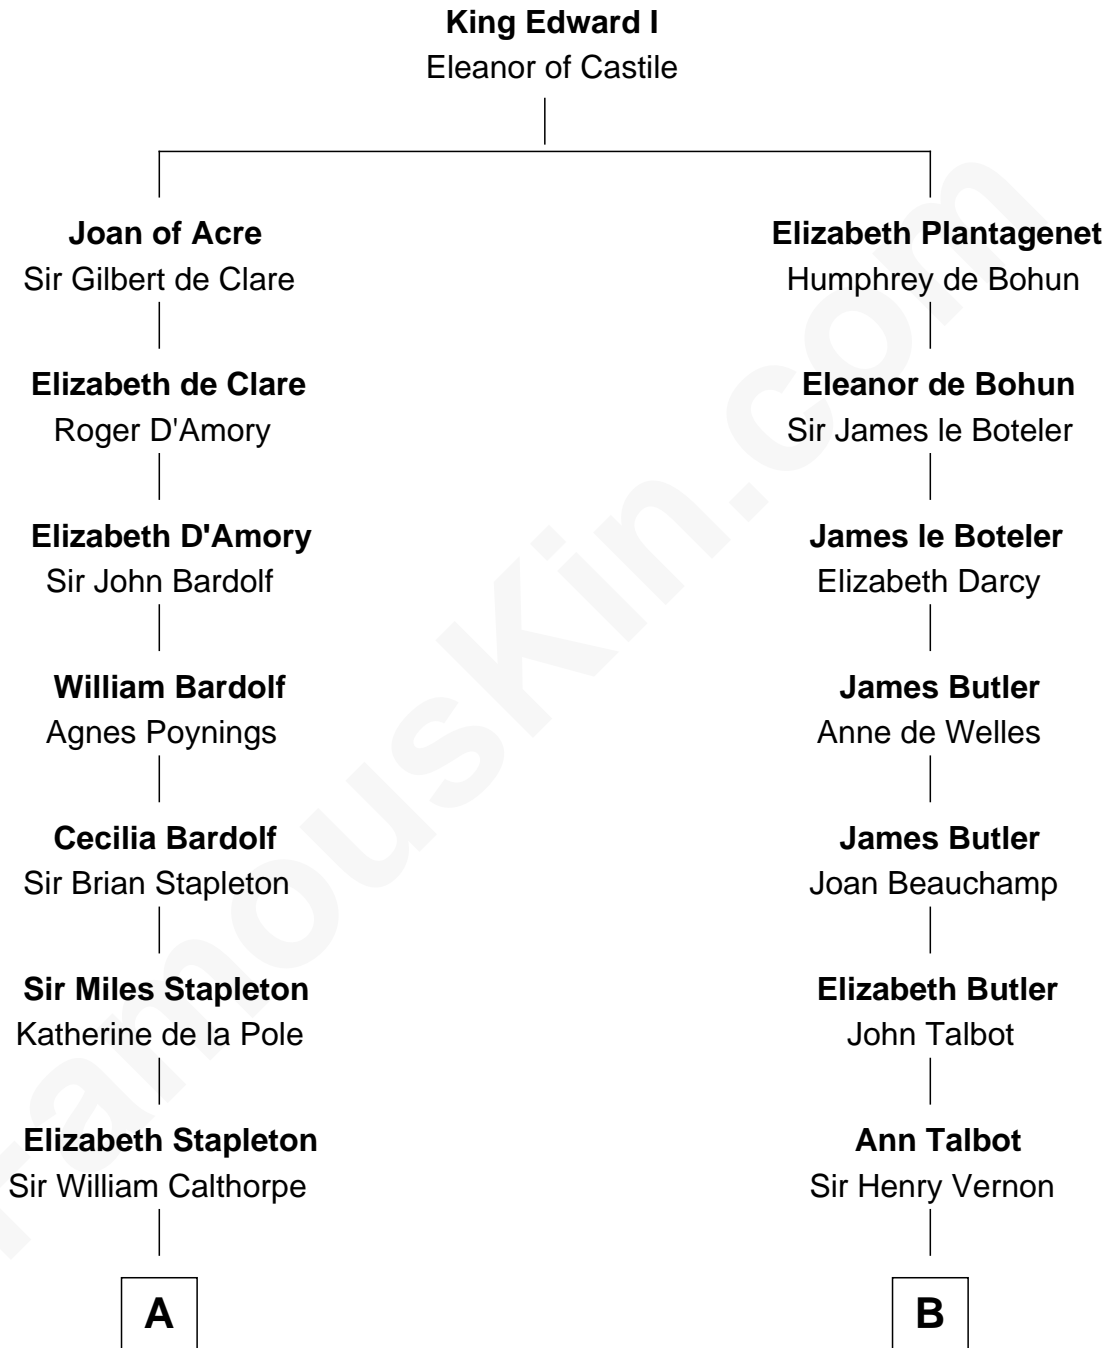 King Edward I
Eleanor of Castile
Joan of Acre
Sir Gilbert de Clare
Elizabeth Plantagenet
Humphrey de Bohun
Elizabeth de Clare
Roger D'Amory
Eleanor de Bohun
Sir James le Boteler
Elizabeth D'Amory
Sir John Bardolf
James le Boteler
Elizabeth Darcy
William Bardolf
Agnes Poynings
James Butler
Anne de Welles
Cecilia Bardolf
Sir Brian Stapleton
James Butler
Joan Beauchamp
Sir Miles Stapleton
Katherine de la Pole
Elizabeth Butler
John Talbot
Elizabeth Stapleton
Sir William Calthorpe
Ann Talbot
Sir Henry Vernon
A
B
FamousKin.com